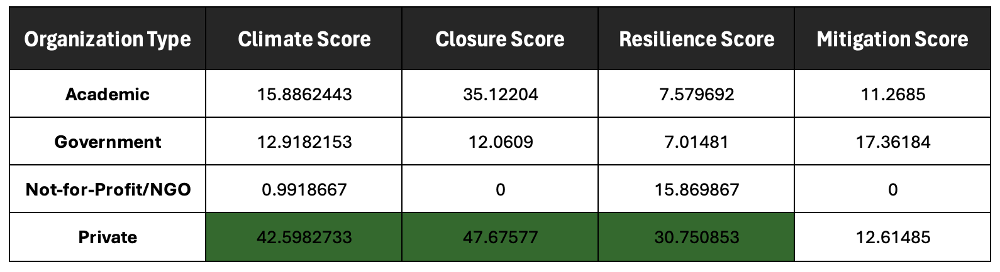 Organization Type Climate Score Closure Score Resilience Score Mitigation Score
Academic 15.8862443 35.12204 7.579692 11.2685
Government 12.9182153 12.0609 7.01481 17.36184
Not-for-Profit/NGO 0.9918667 0 15.869867 0
Private 42.5982733 47.67577 30.750853 12.61485